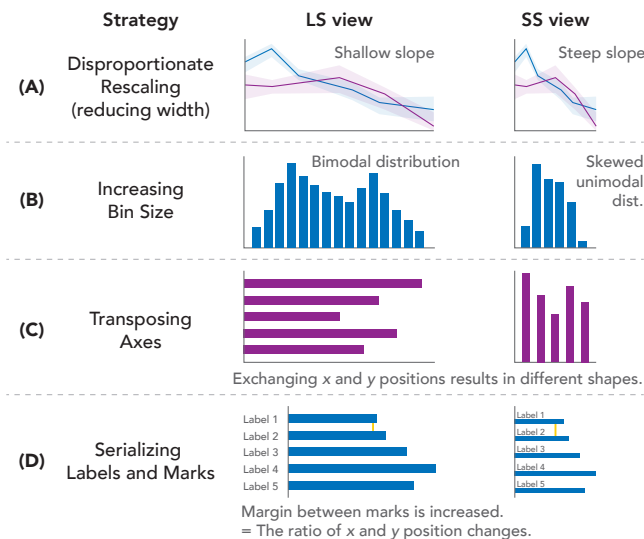 Strategy LS view SS view
(A) Disproportionate Rescaling (reducing width) Shallow slope Steep slope
(B) Increasing Bin Size Bimodal distribution Skewed unimodal dist.
(C) Transposing Axes
Exchanging x and y positions results in different shapes.
(D) Serializing Labels and Marks
Label 1 Label 1
Label 2 Label 2
Label 3 Label 3
Label 4 Label 4
Label 5 Label 5
Margin between marks is increased.
= The ratio of x and y position changes.